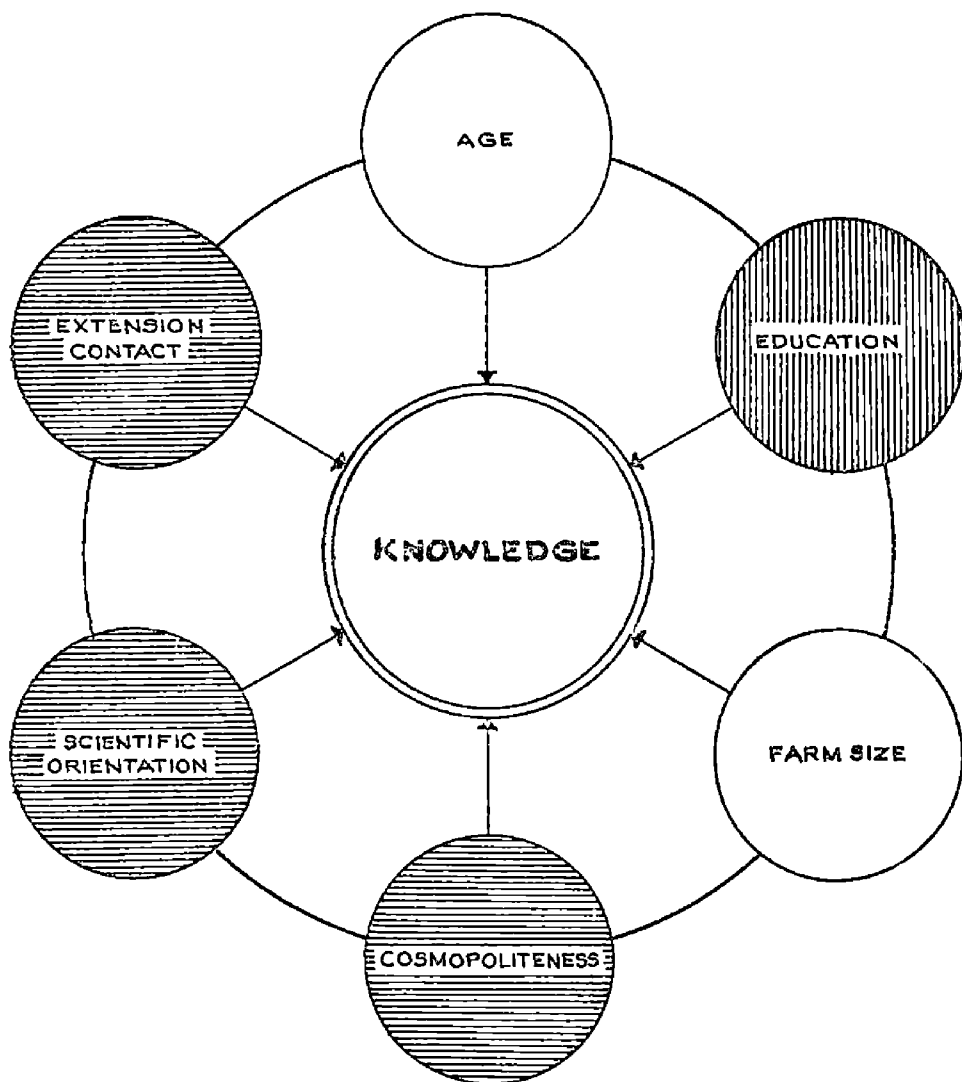 AGE
EXTENSION
CONTACT
EDUCATION
KNOWLEDGE
SCIENTIFIC
ORIENTATION
FARM SIZE
COSMOPOLITENESS